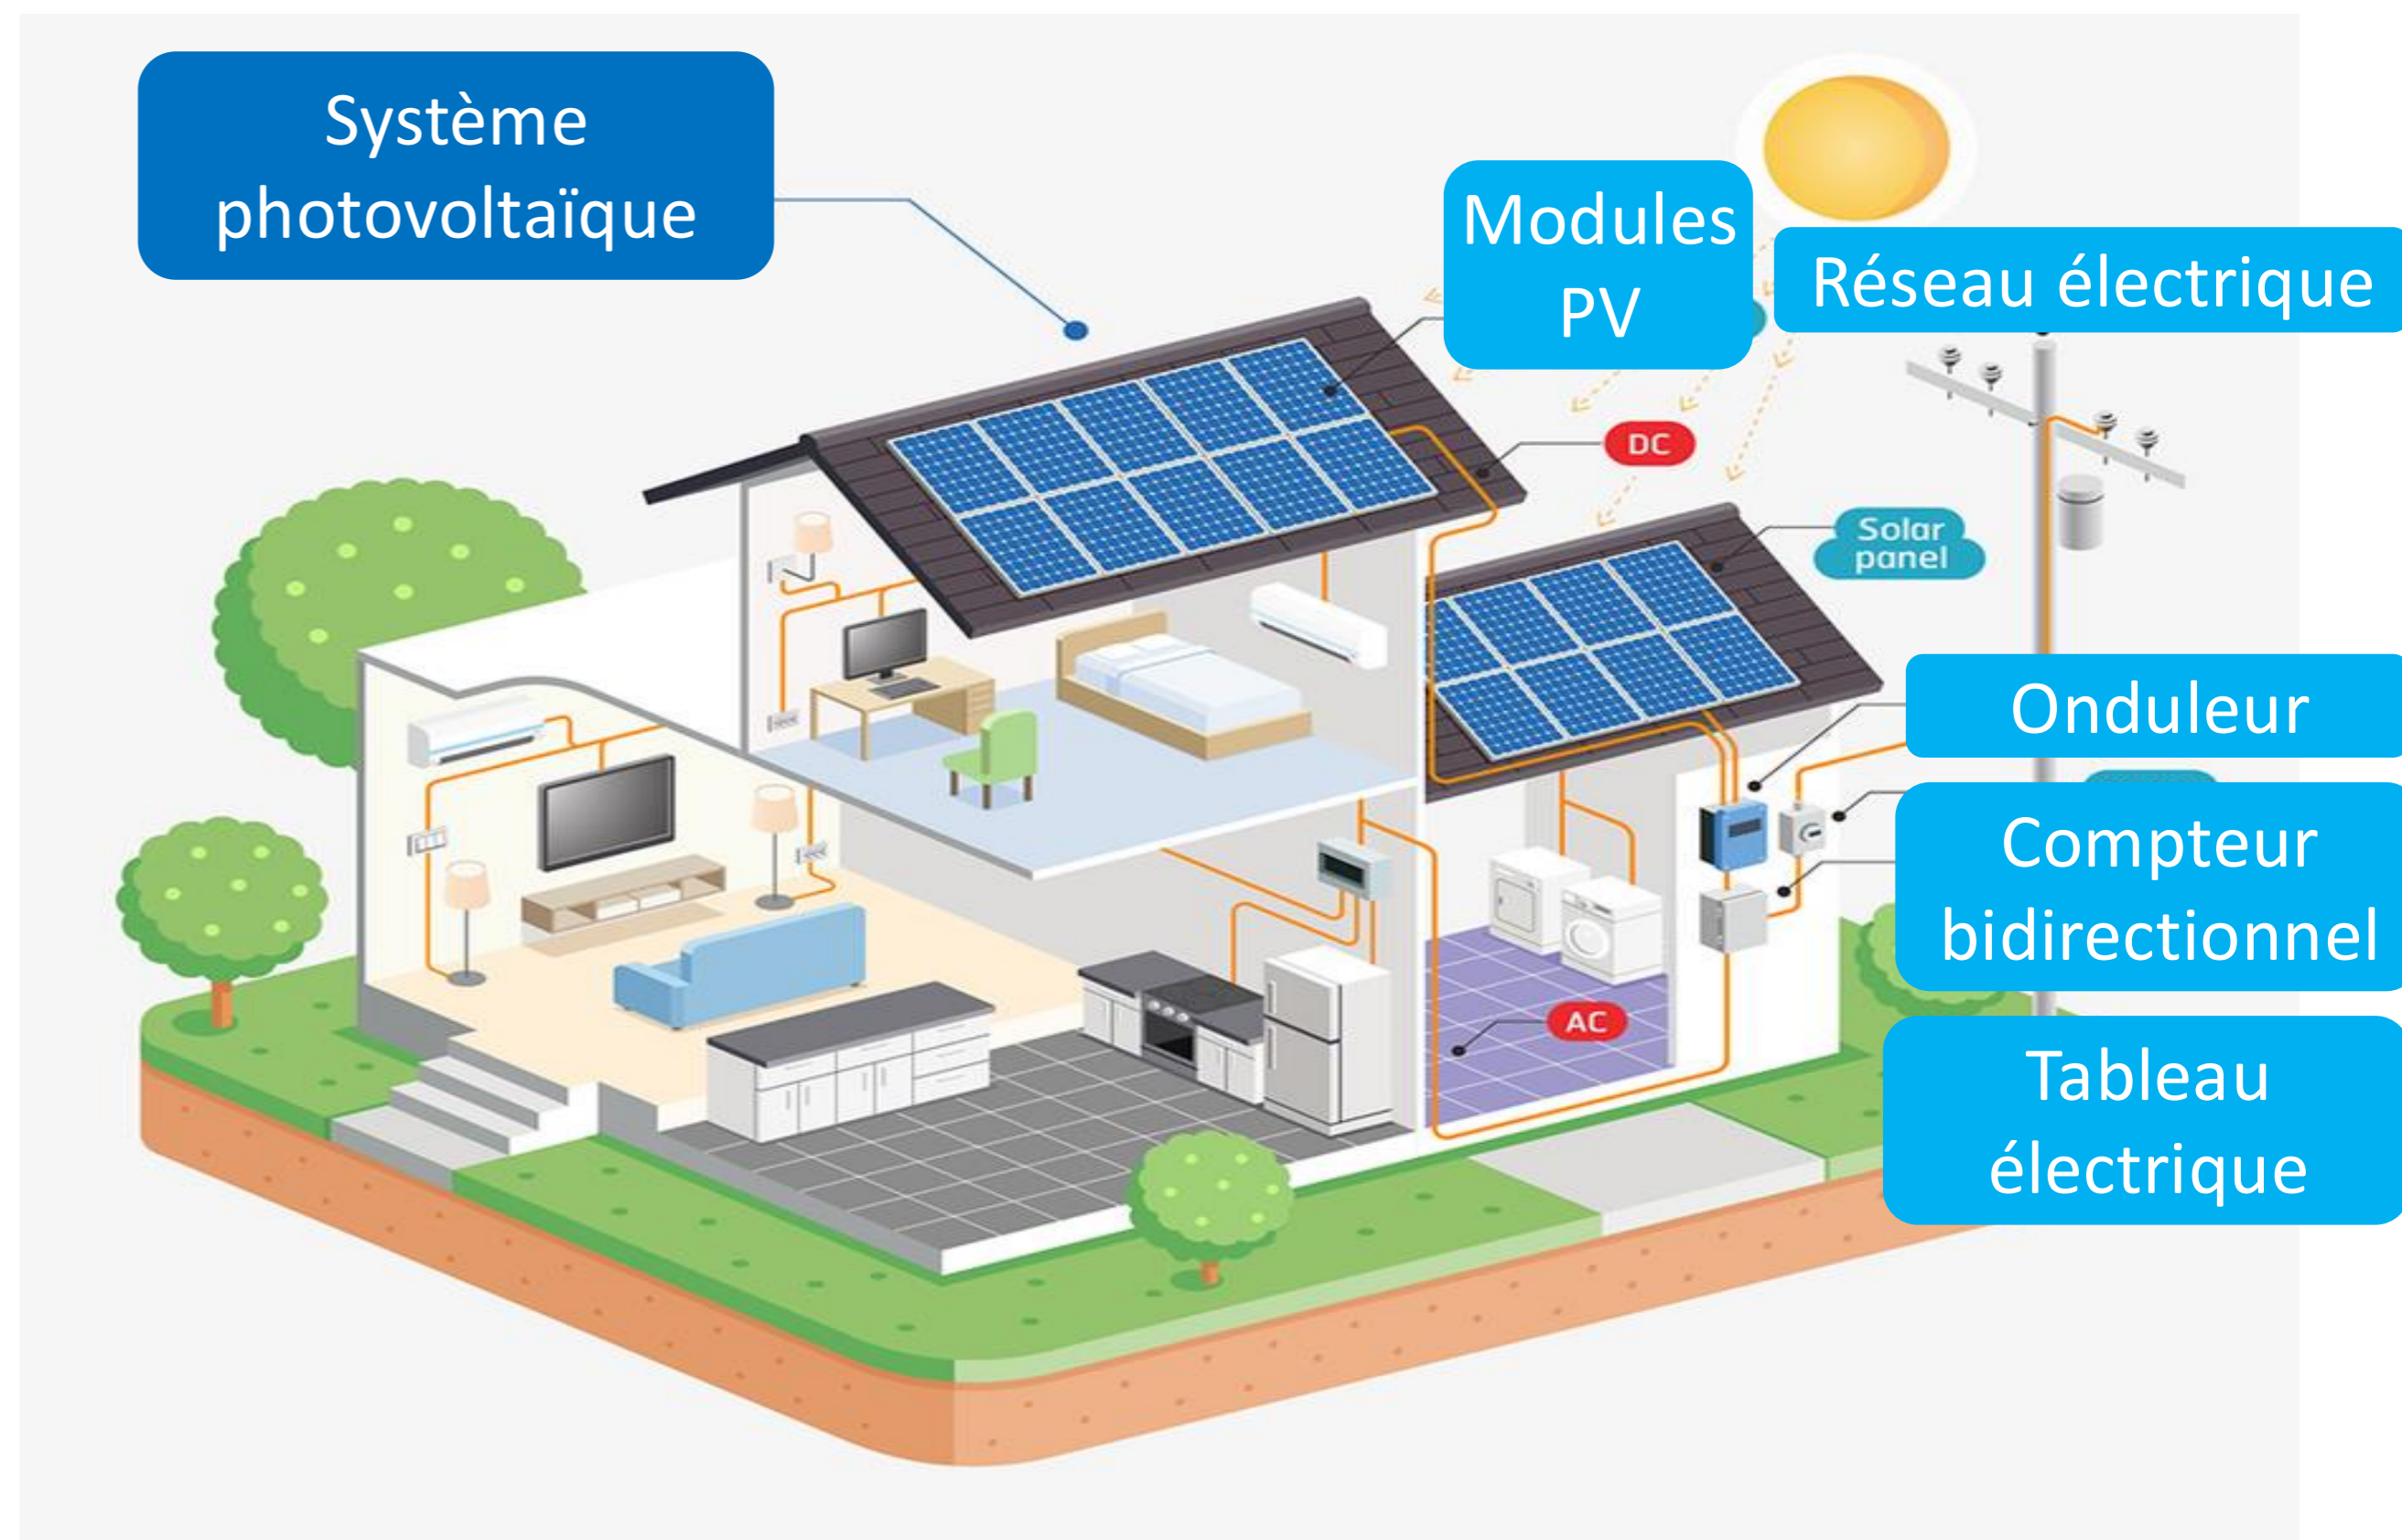 Système
photovoltaïque
Modules
PV
Réseau électrique
DC
Solar
panel
Onduleur
Compteur
bidirectionnel
AC
Tableau
électrique